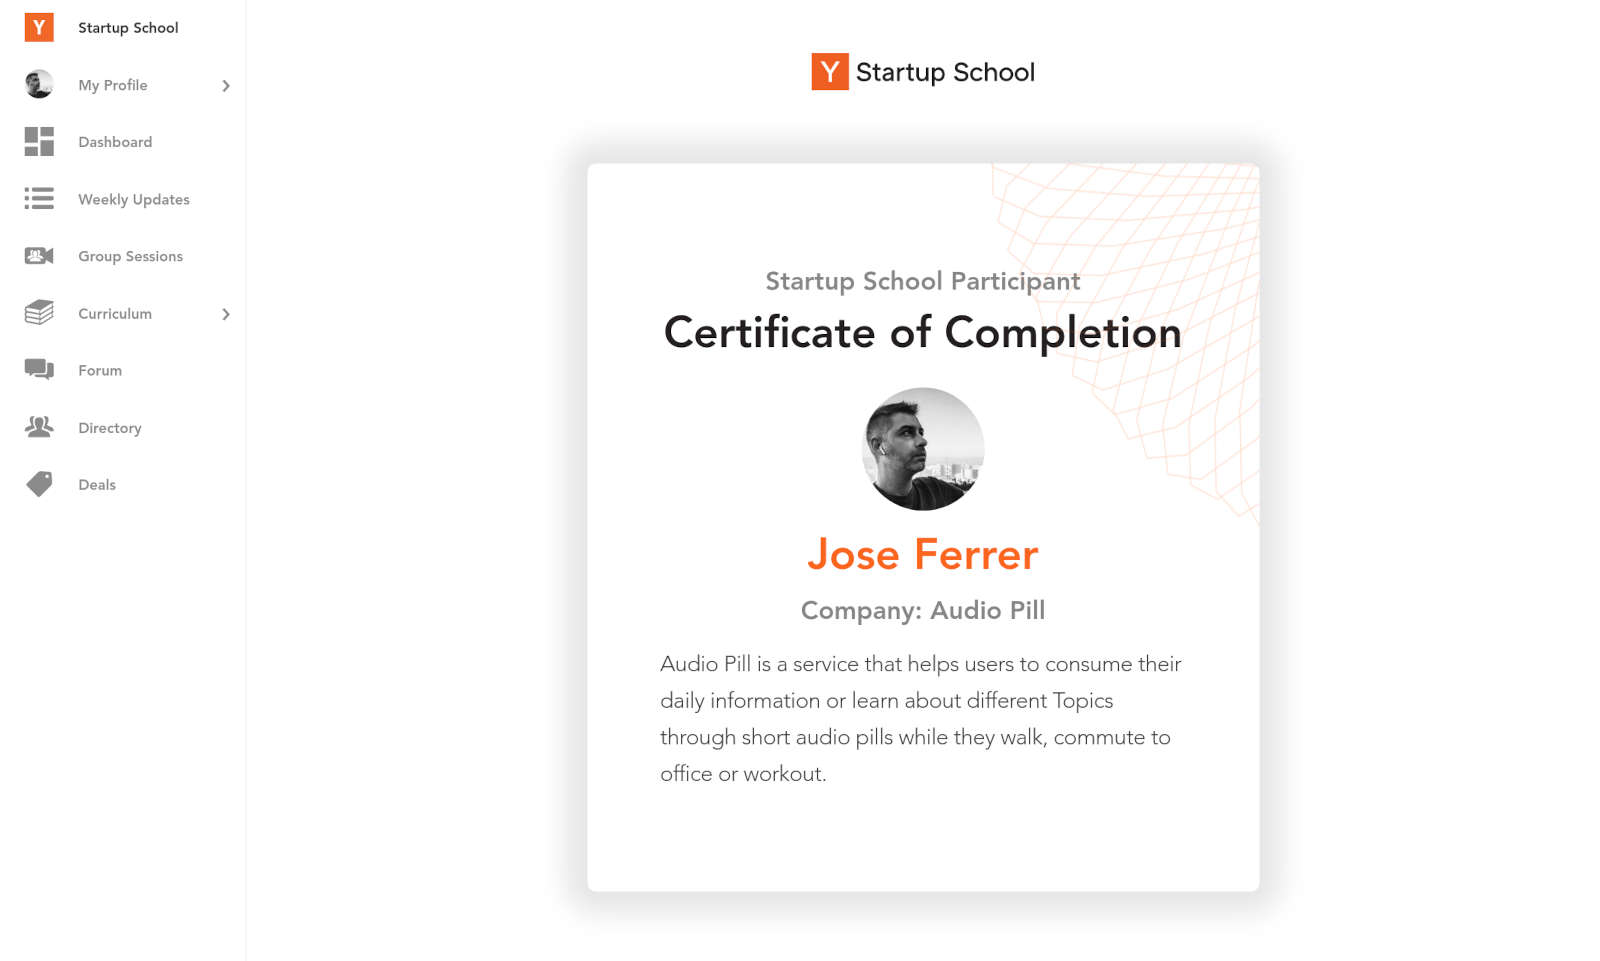 Y Startup School
My Profile
Dashboard
Weekly Updates
Group Sessions
Curriculum
Forum
Directory
Deals
Y Startup School
Startup School Participant
Certificate of Completion
Jose Ferrer
Company: Audio Pill
Audio Pill is a service that helps users to consume their
daily information or learn about different Topics
through short audio pills while they walk, commute to
office or workout.